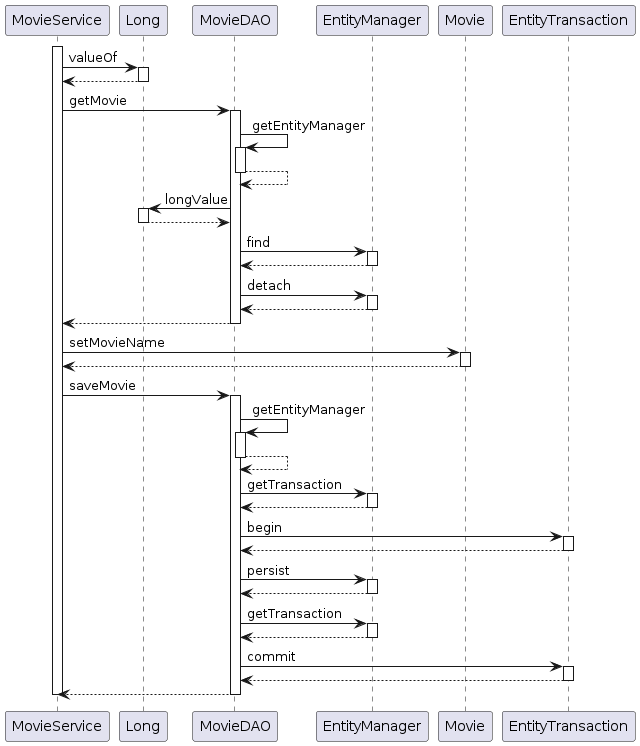 MovieService Long MovieDAO EntityManager Movie EntityTransaction
valueOf
getMovie
getEntityManager
longValue
find
detach
setMovieName
saveMovie
getEntityManager
getTransaction
begin
persist
getTransaction
commit
MovieService Long MovieDAO EntityManager Movie EntityTransaction